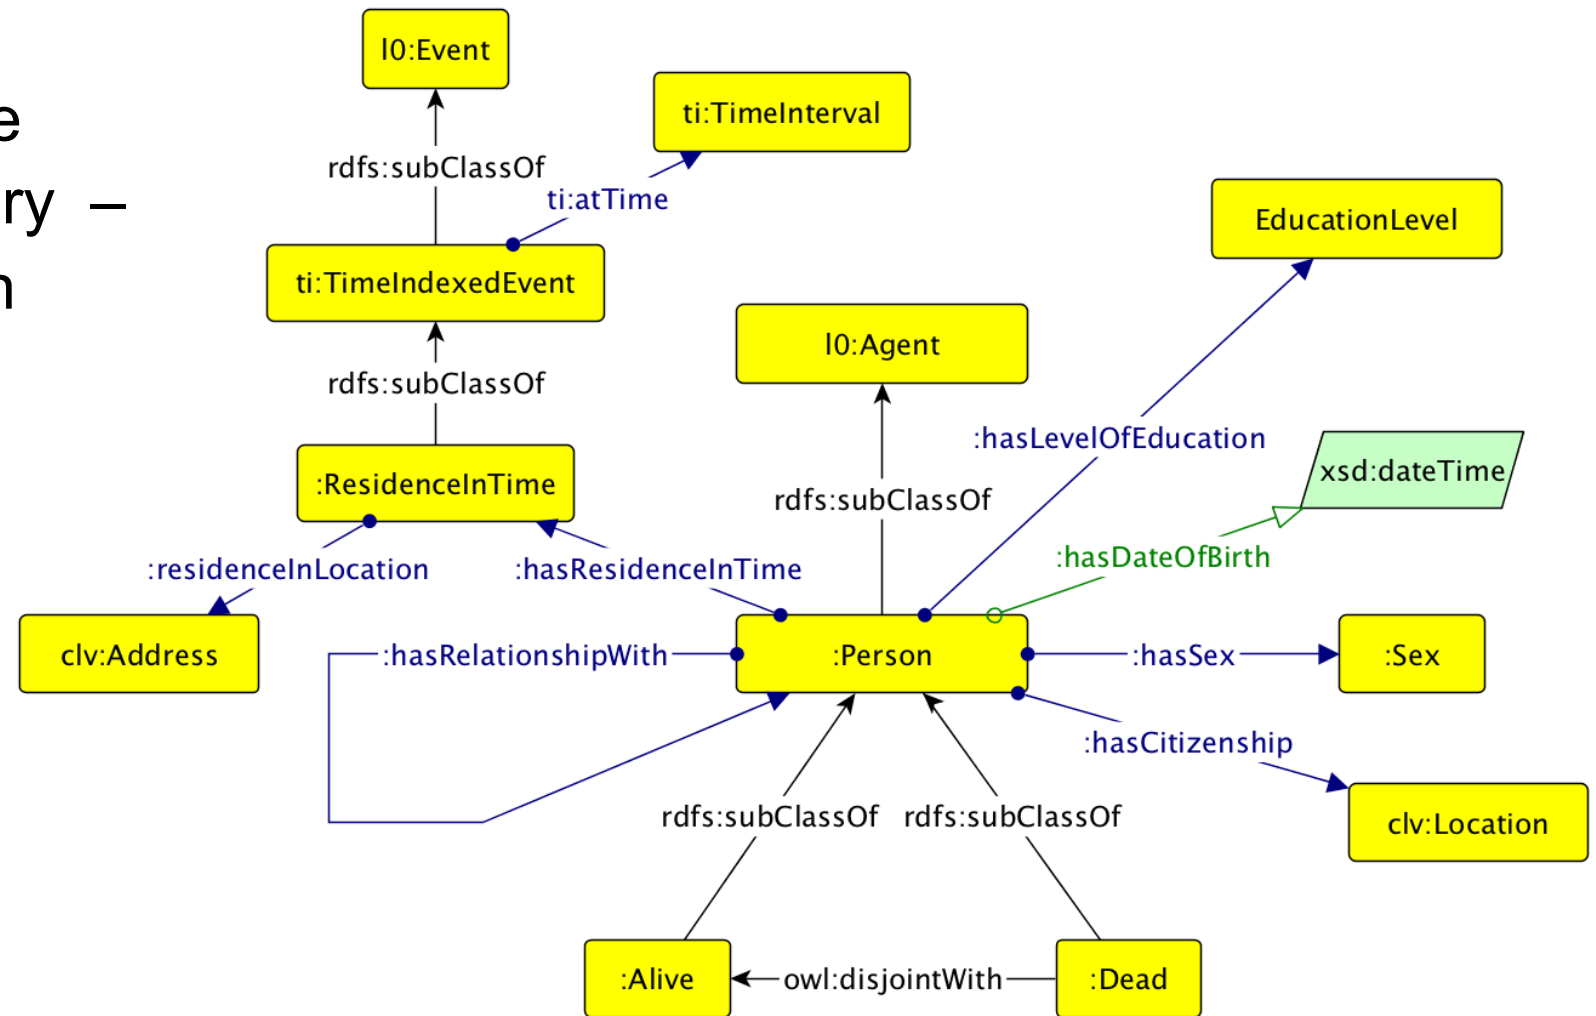 l0:Event
ti:TimeInterval
e
rdfs:subClassOf
ry –
ti:atTime
EducationLevel
n
ti:TimeIndexedEvent
l0:Agent
rdfs:subClassOf
:hasLevelOfEducation
xsd:dateTime
:ResidenceInTime
rdfs:subClassOf
:hasDateOfBirth
:residenceInLocation
:hasResidenceInTime
clv:Address
:hasRelationshipWith
:Person
:hasSex
:Sex
:hasCitizenship
rdfs:subClassOf
rdfs:subClassOf
clv:Location
:Alive
owl:disjointWith
:Dead